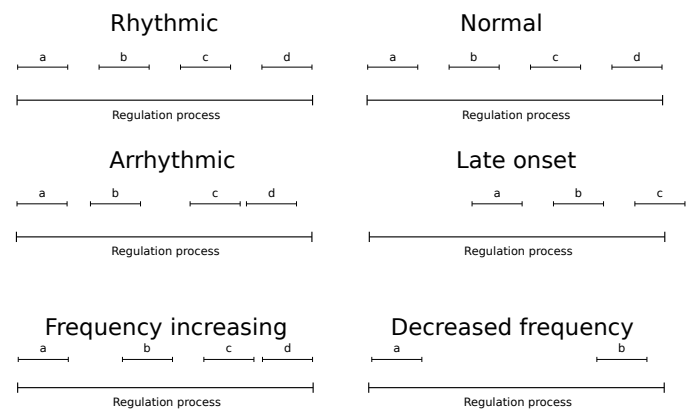 Rhythmic
a b c d
Regulation process
Normal
a b c d
Regulation process
Arrhythmic
a b c d
Regulation process
Late onset
a b c
Regulation process
Frequency increasing
a b c d
Regulation process
Decreased frequency
a b
Regulation process